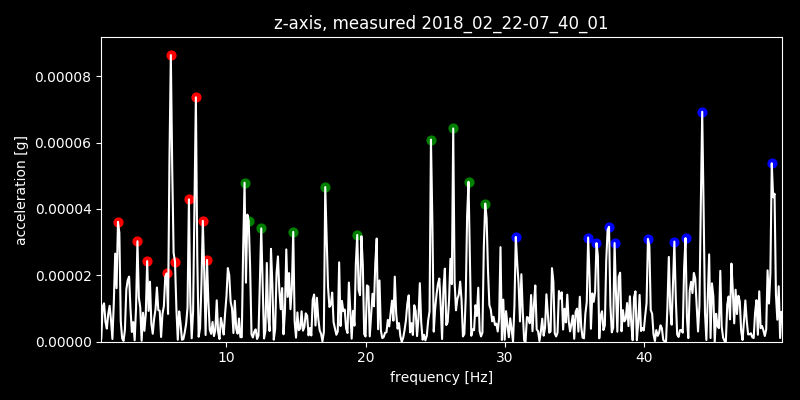 z-axis, measured 2018_02_22-07_40_01
0.00008
0.00006
0.00004
0.00002
0.00000
acceleration [g]
10 20 30 40
frequency [Hz]